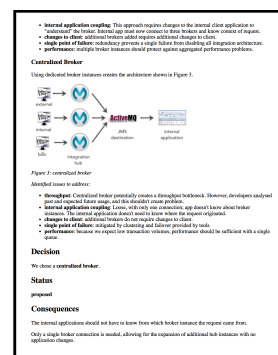 • internal application coupling: This approach requires changes to the internal client application to
"understand" the broker. Internal app must now connect to three brokers and know context of request.
• changes to client: additional brokers added requires additional changes to client.
• single point of failure: redundancy prevents a single failure from disabling all integration architecture.
• performance: multiple broker instances should protect against aggregated performance problems.
Centralized Broker
Using dedicated broker instances creates the architecture shown in Figure 3.
external
internal
bulk
integration
hub
ActiveMQ
JMS
destination
internal
application
Figure 3: centralized broker
Identified issues to address:
• throughput: Centralized broker potentially creates a throughput bottleneck. However, developers analysed
past and expected future usage, and this shouldn't create problem.
• internal application coupling: Loose, with only one connection; app doesn't know about broker
instances. The internal application doesn't need to know where the request originated.
• changes to client: additional brokers do not require changes to client.
• single point of failure: mitigated by clustering and failover provided by tools
• performance: because we expect low transaction volumes, performance should be sufficient with a single
queue.
Decision
We chose a centralized broker.
Status
proposed
Consequences
The internal applications should not have to know from which broker instance the request came from.
Only a single broker connection is needed, allowing for the expansion of additional hub instances with no
application changes.